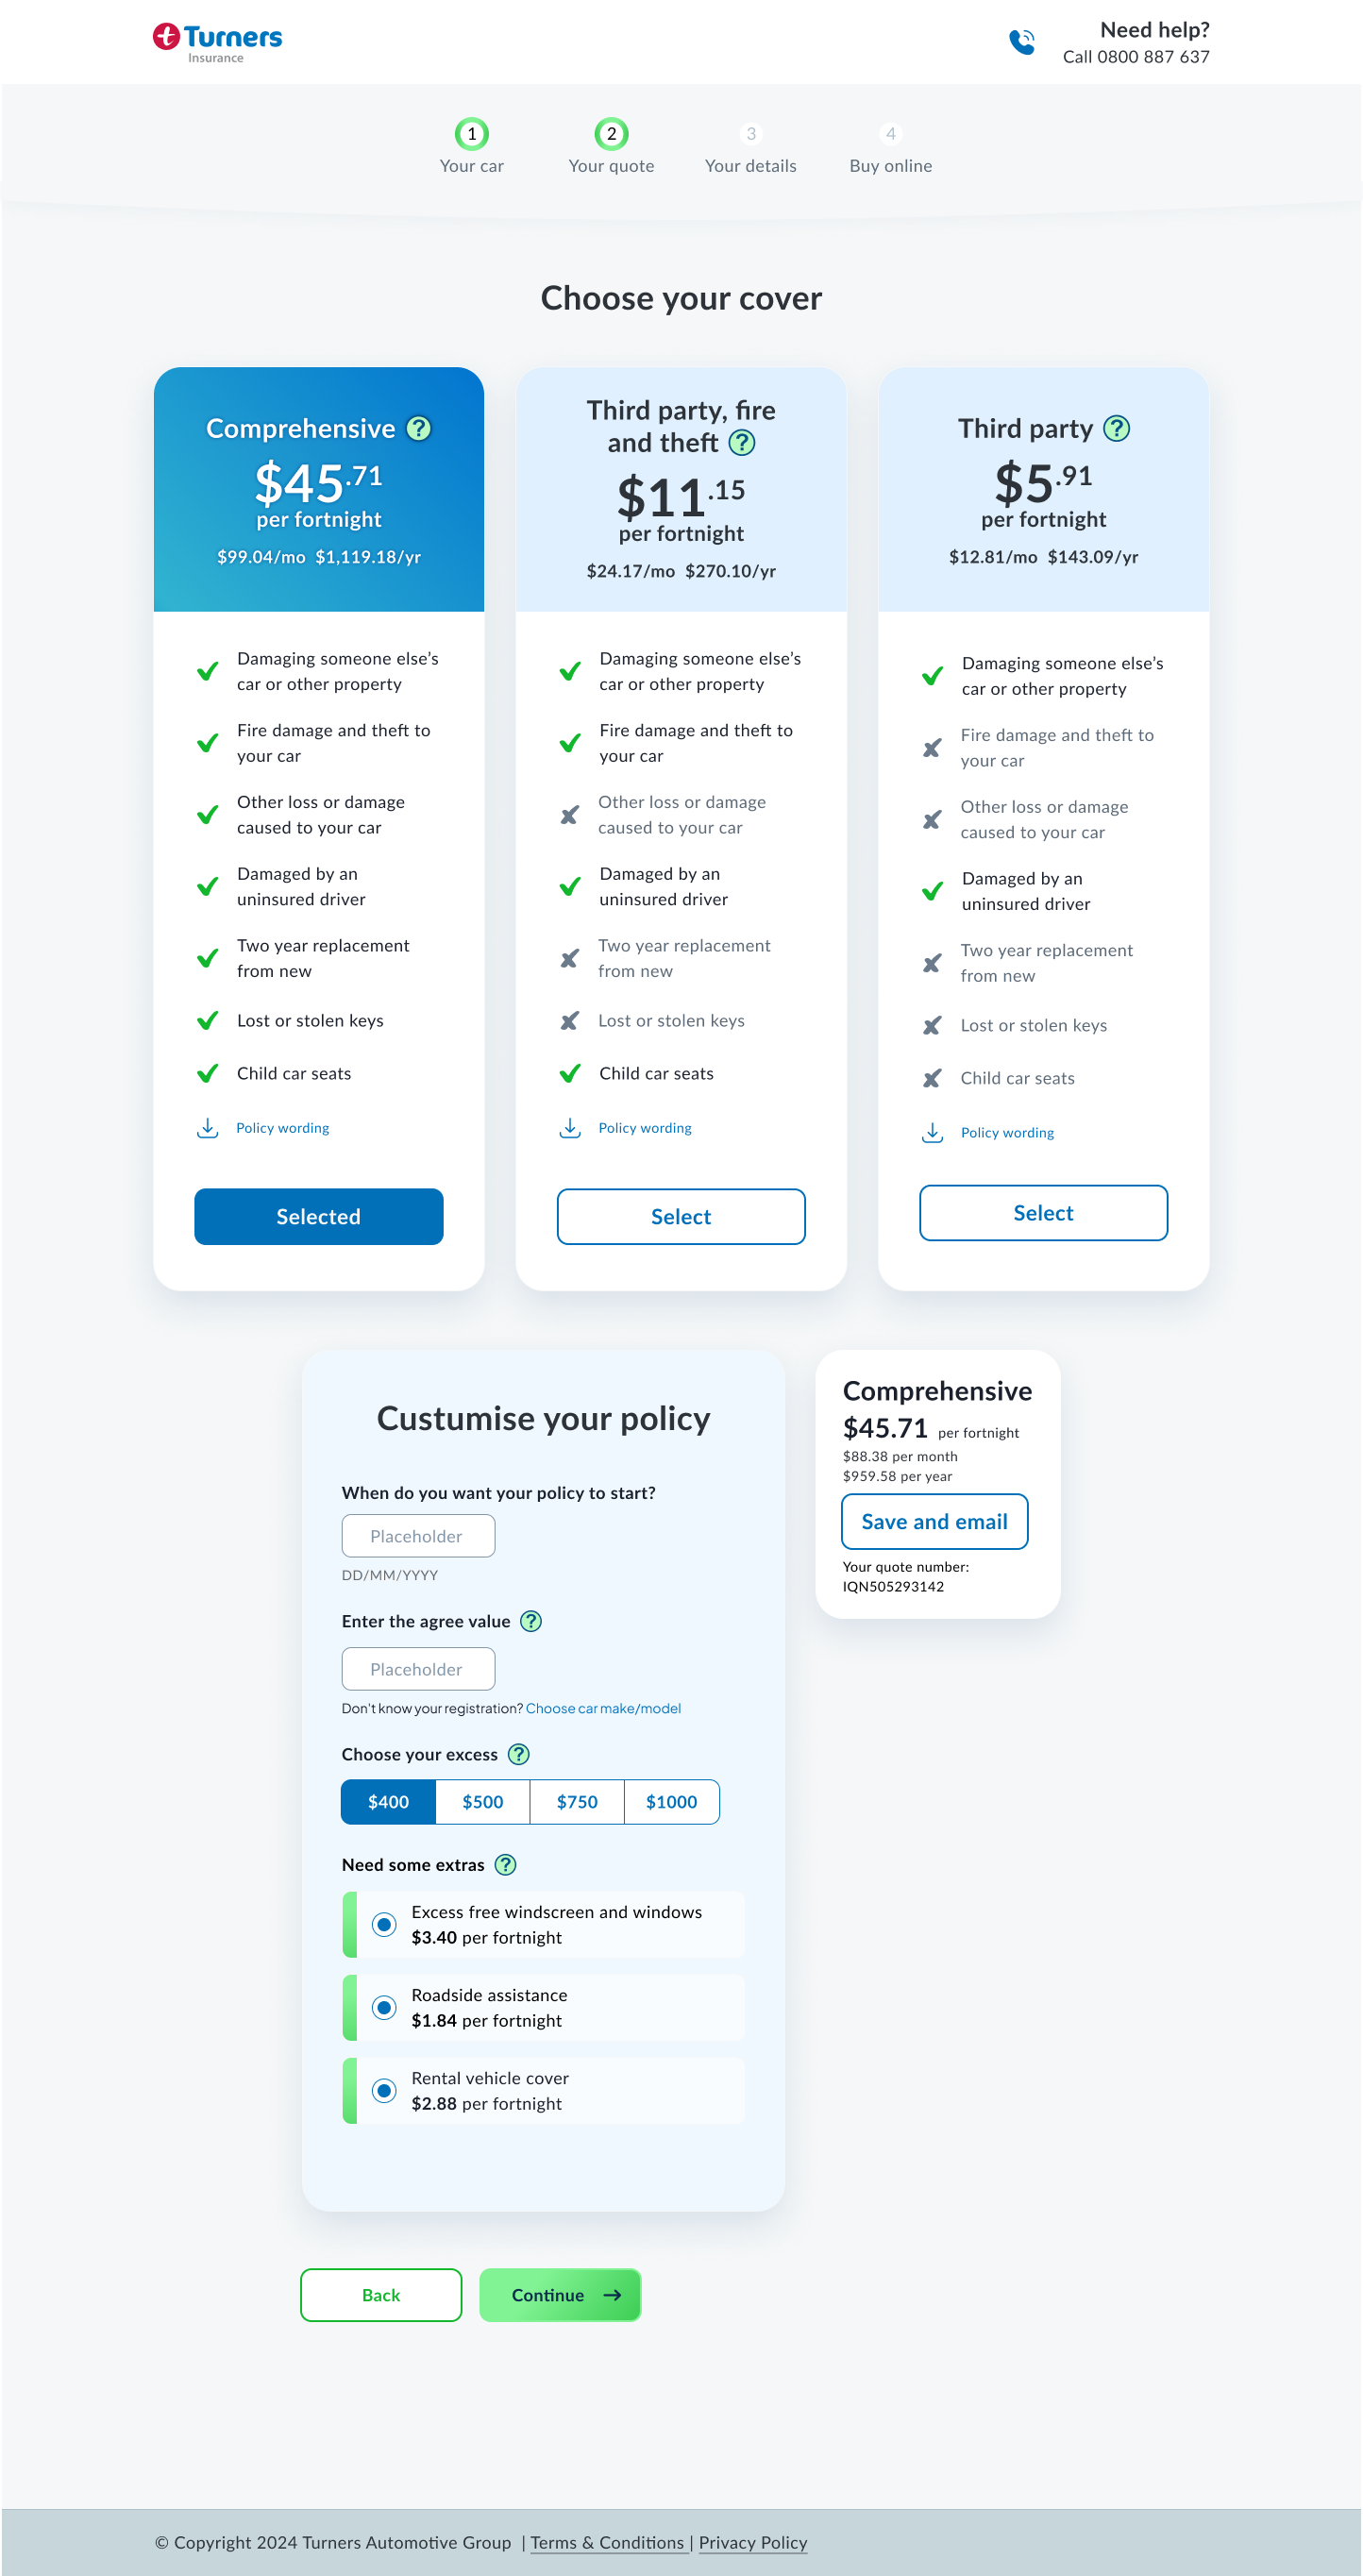 Turners
Insurance
Need help?
Call 0800 887 637
1
Your car
2
Your quote
3
Your details
4
Buy online
Choose your cover
Comprehensive ?
$45.71
per fortnight
$99.04/mo $1,119.18/yr
Damaging someone else's
car or other property
Fire damage and theft to
your car
Other loss or damage
caused to your car
Damaged by an
uninsured driver
Two year replacement
from new
Lost or stolen keys
Child car seats
Policy wording
Selected
Third party, fire
and theft ?
$11.15
per fortnight
$24.17/mo $270.10/yr
Damaging someone else's
car or other property
Fire damage and theft to
your car
Other loss or damage
caused to your car
Damaged by an
uninsured driver
Two year replacement
from new
Lost or stolen keys
Child car seats
Policy wording
Select
Third party ?
$5.91
per fortnight
$12.81/mo $143.09/yr
Damaging someone else's
car or other property
Fire damage and theft to
your car
Other loss or damage
caused to your car
Damaged by an
uninsured driver
Two year replacement
from new
Lost or stolen keys
Child car seats
Policy wording
Select
Custumise your policy
When do you want your policy to start?
Placeholder
DD/MM/YYYY
Enter the agree value ?
Placeholder
Don't know your registration? Choose car make/model
Choose your excess ?
$400 $500 $750 $1000
Need some extras ?
Excess free windscreen and windows
$3.40 per fortnight
Roadside assistance
$1.84 per fortnight
Rental vehicle cover
$2.88 per fortnight
Comprehensive
$45.71 per fortnight
$88.38 per month
$959.58 per year
Save and email
Your quote number:
IQN505293142
Back
Continue
© Copyright 2024 Turners Automotive Group | Terms & Conditions | Privacy Policy